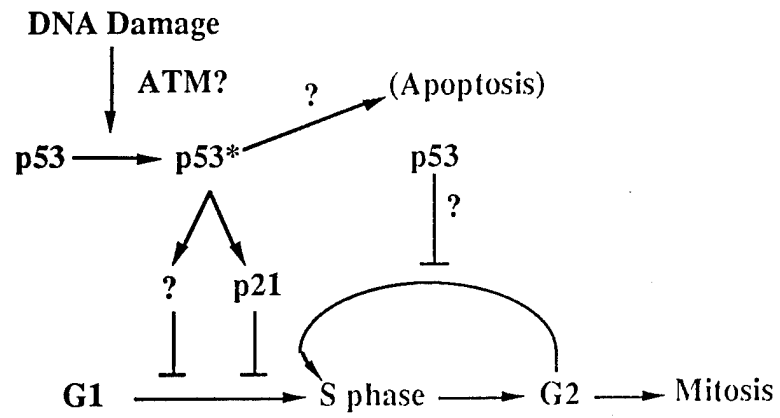 DNA Damage
ATM?
?
(Apoptosis)
p53
p53*
p53
?
?
p21
G1
S phase
G2
Mitosis